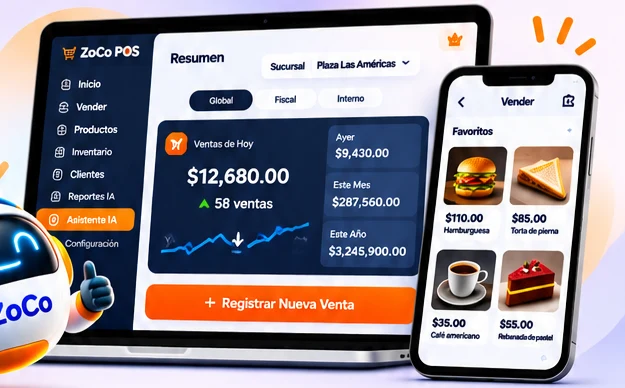 ZoCo POS
Inicio
Vender
Productos
Inventario
Clientes
Reportes IA
Asistente IA
Configuración
Resumen
Sucursal Plaza Las Américas
Global Fiscal Interno
Ventas de Hoy
$12,680.00
58 ventas
Ayer
$9,430.00
Este Mes
$287,560.00
Este Año
$3,245,900.00
+ Registrar Nueva Venta
Vender
Favoritos
$110.00
Hamburguesa
$85.00
Torta de pierna
$35.00
Café americano
$55.00
Rebanada de pastel
ZoCo